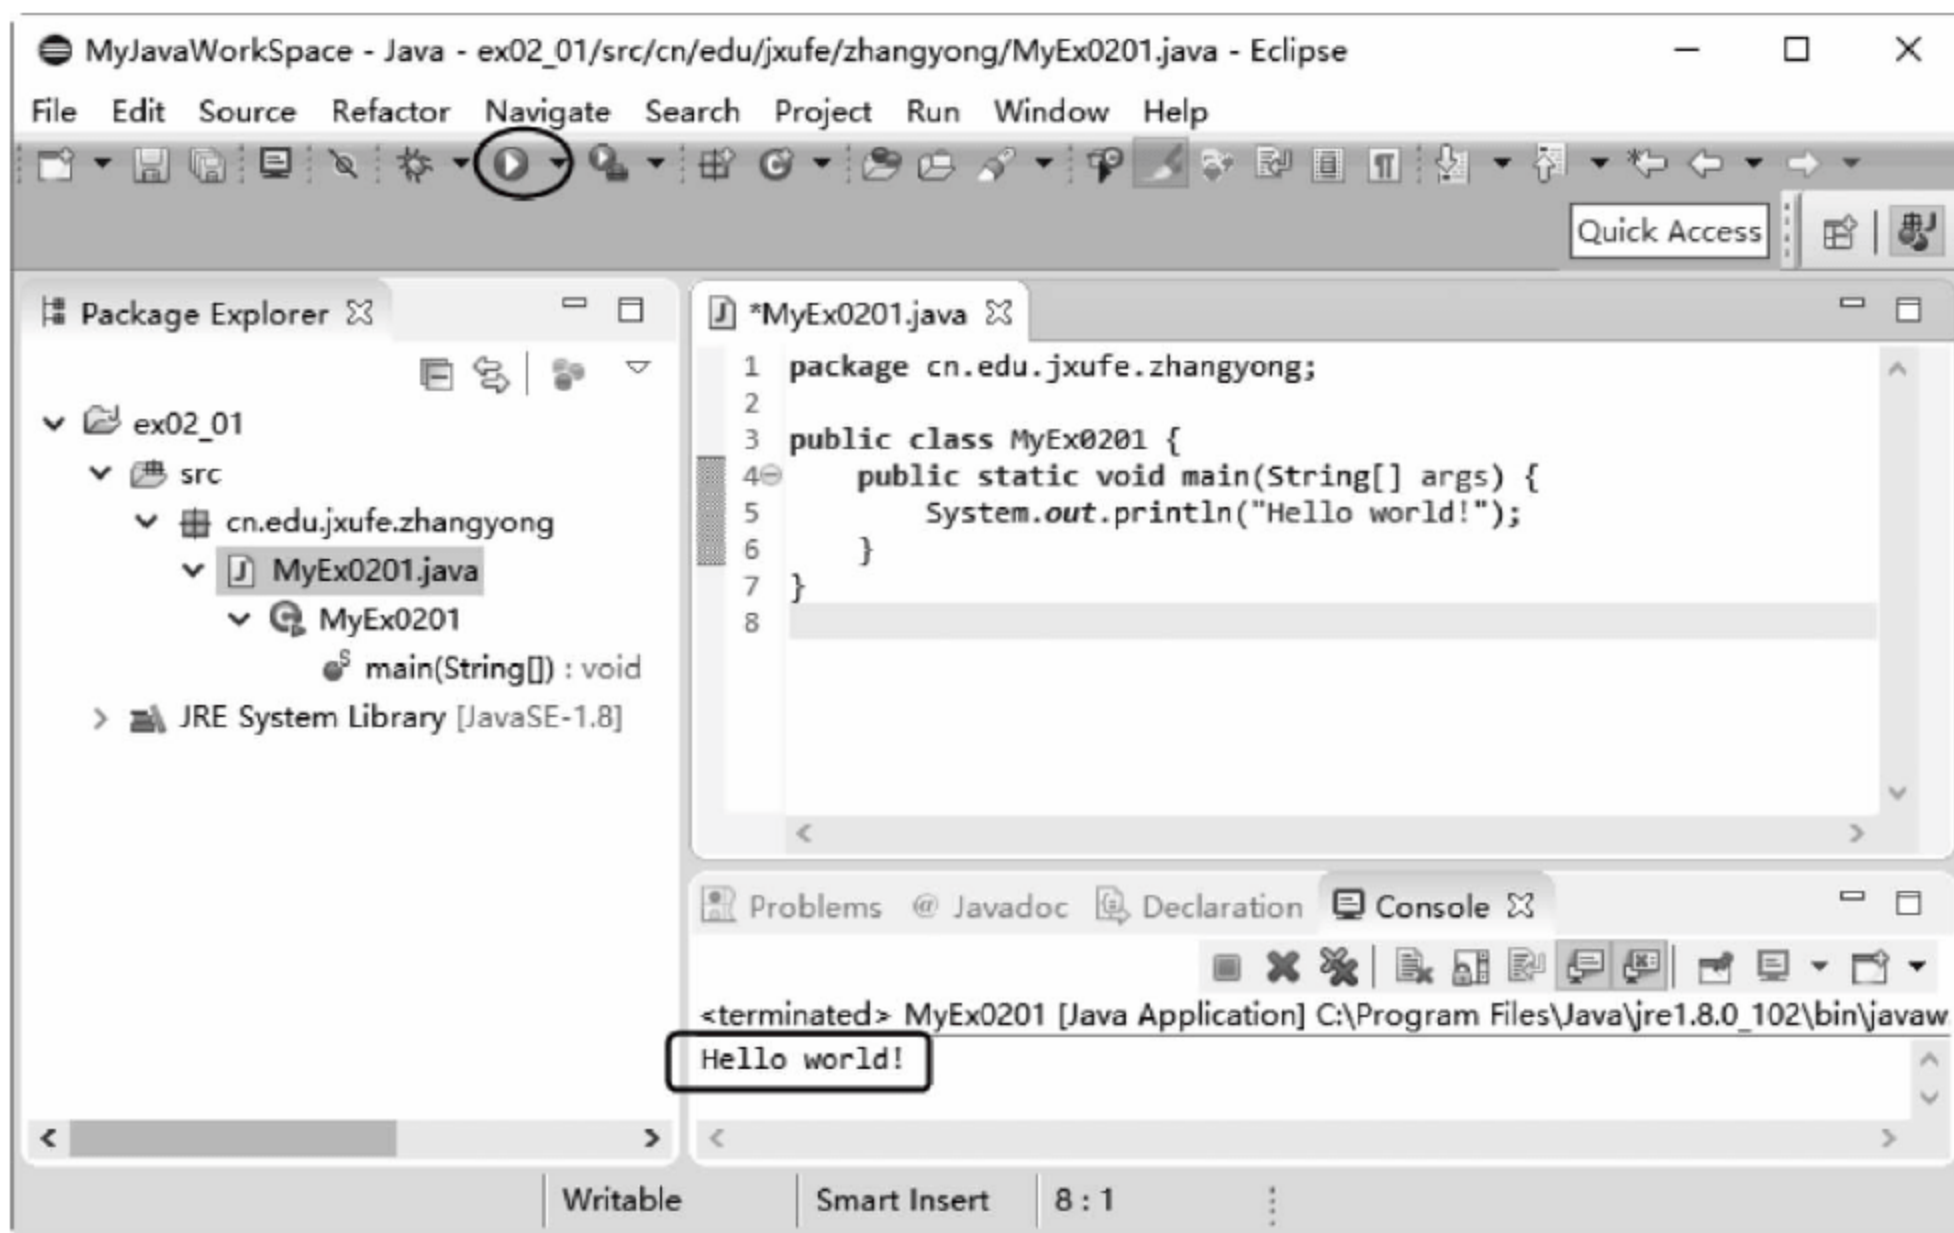 MyJavaWorkSpace - Java - ex02_01/src/cn/edu/jxufe/zhangyong/MyEx0201.java - Eclipse
File Edit Source Refactor Navigate Search Project Run Window Help
Quick Access
Package Explorer
ex02_01
src
cn.edu.jxufe.zhangyong
MyEx0201.java
MyEx0201
main(String[]) : void
JRE System Library [JavaSE-1.8]
*MyEx0201.java
1 package cn.edu.jxufe.zhangyong;
2
3 public class MyEx0201 {
4 public static void main(String[] args) {
5 System.out.println("Hello world!");
6 }
7 }
8
Problems @ Javadoc Declaration Console
<terminated> MyEx0201 [Java Application] C:\Program Files\Java\jre1.8.0_102\bin\javaw
Hello world!
Writable Smart Insert 8 : 1